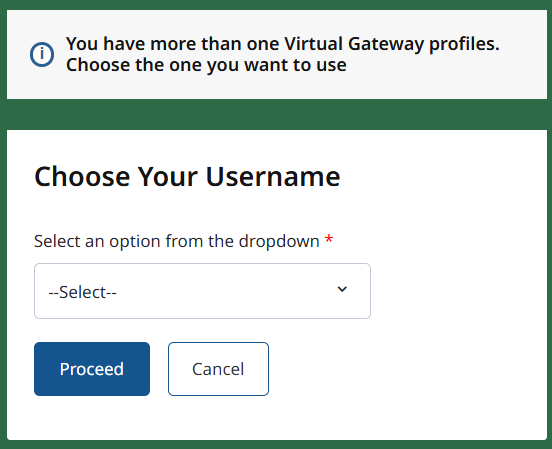 You have more than one Virtual Gateway profiles.
Choose the one you want to use
Choose Your Username
Select an option from the dropdown *
--Select--
Proceed
Cancel